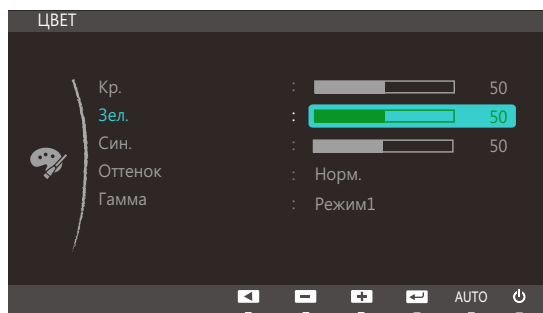 ЦВЕТ
Кр. : 50
Зел. : 50
Син. : 50
Оттенок : Норм.
Гамма : Режим1
AUTO